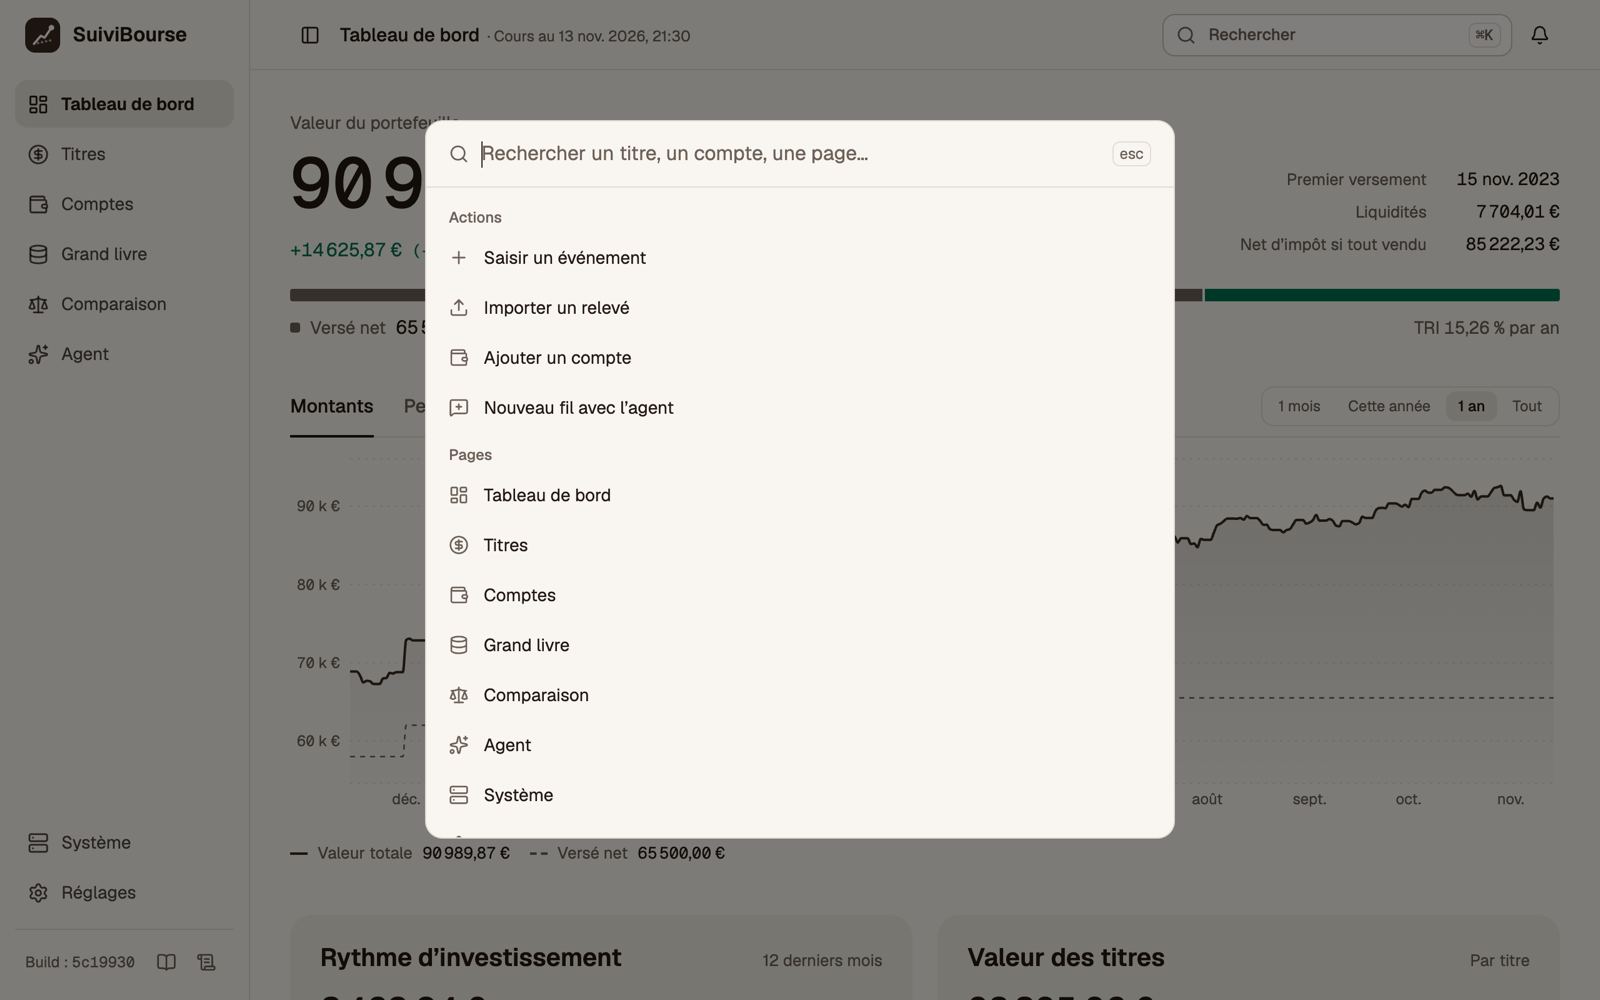 SuiviBourse
Tableau de bord
Titres
Comptes
Grand livre
Comparaison
Agent
Système
Réglages
Build : 5c19930
Tableau de bord · Cours au 13 nov. 2026, 21:30
Rechercher
⌘K
Valeur du portefeuille
90 9
+14 625,87 €
Premier versement 15 nov. 2023
Liquidités 7 704,01 €
Net d’impôt si tout vendu 85 222,23 €
Versé net 65 5
TRI 15,26 % par an
Montants Pe
1 mois Cette année 1 an Tout
90 k €
80 k €
70 k €
60 k €
déc. août sept. oct. nov.
Valeur totale 90 989,87 € Versé net 65 500,00 €
Rythme d’investissement 12 derniers mois
Valeur des titres Par titre
Rechercher un titre, un compte, une page…
esc
Actions
Saisir un événement
Importer un relevé
Ajouter un compte
Nouveau fil avec l’agent
Pages
Tableau de bord
Titres
Comptes
Grand livre
Comparaison
Agent
Système